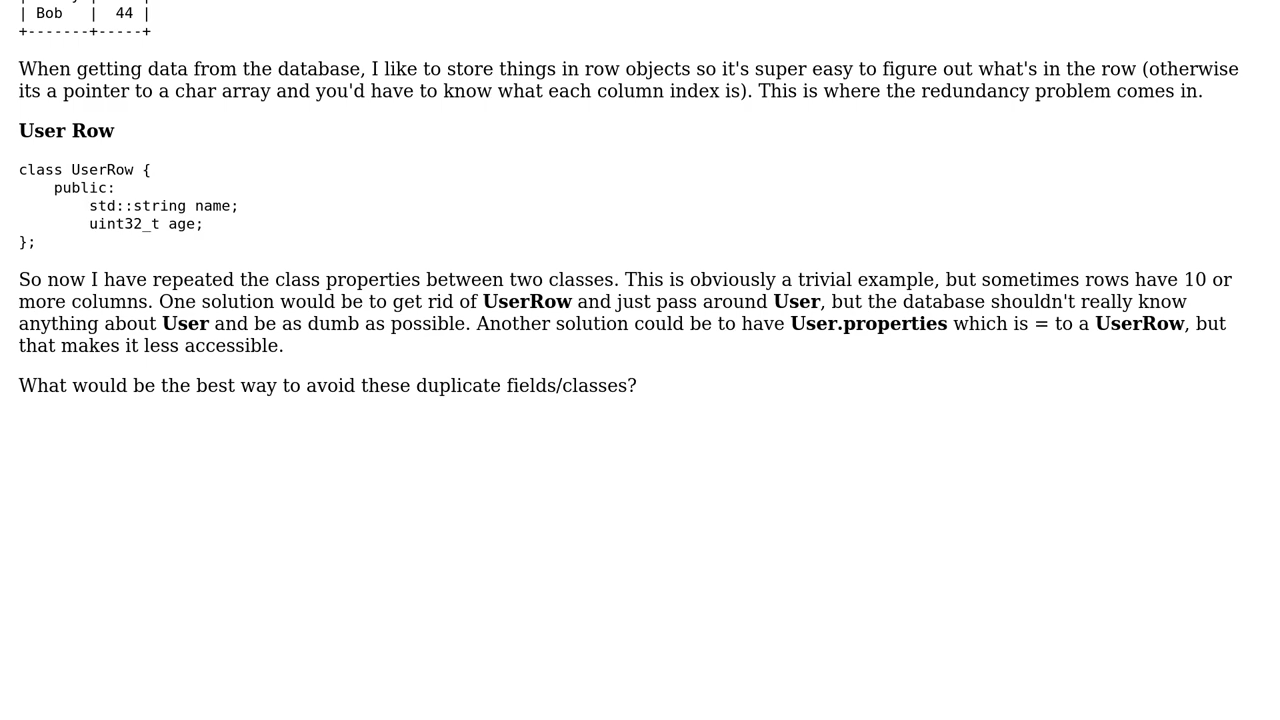 | Bob   |  44 |
+-------+-----+
When getting data from the database, I like to store things in row objects so it's super easy to figure out what's in the row (otherwise
its a pointer to a char array and you'd have to know what each column index is). This is where the redundancy problem comes in.
User Row
class UserRow {
    public:
        std::string name;
        uint32_t age;
};
So now I have repeated the class properties between two classes. This is obviously a trivial example, but sometimes rows have 10 or
more columns. One solution would be to get rid of UserRow and just pass around User, but the database shouldn't really know
anything about User and be as dumb as possible. Another solution could be to have User.properties which is = to a UserRow, but
that makes it less accessible.
What would be the best way to avoid these duplicate fields/classes?